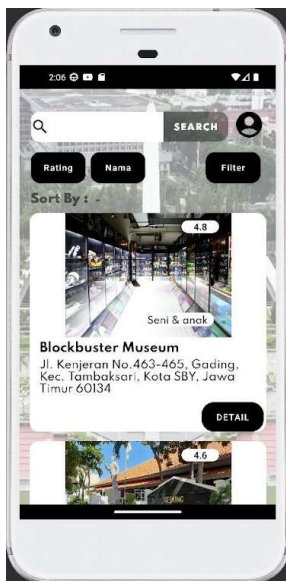 2:06
SEARCH
Rating
Nama
Filter
Sort By : -
4.8
Seni & anak
Blockbuster Museum
Jl. Kenjeran No.463-465, Gading,
Kec. Tambaksari, Kota SBY, Jawa
Timur 60134
DETAIL
4.6